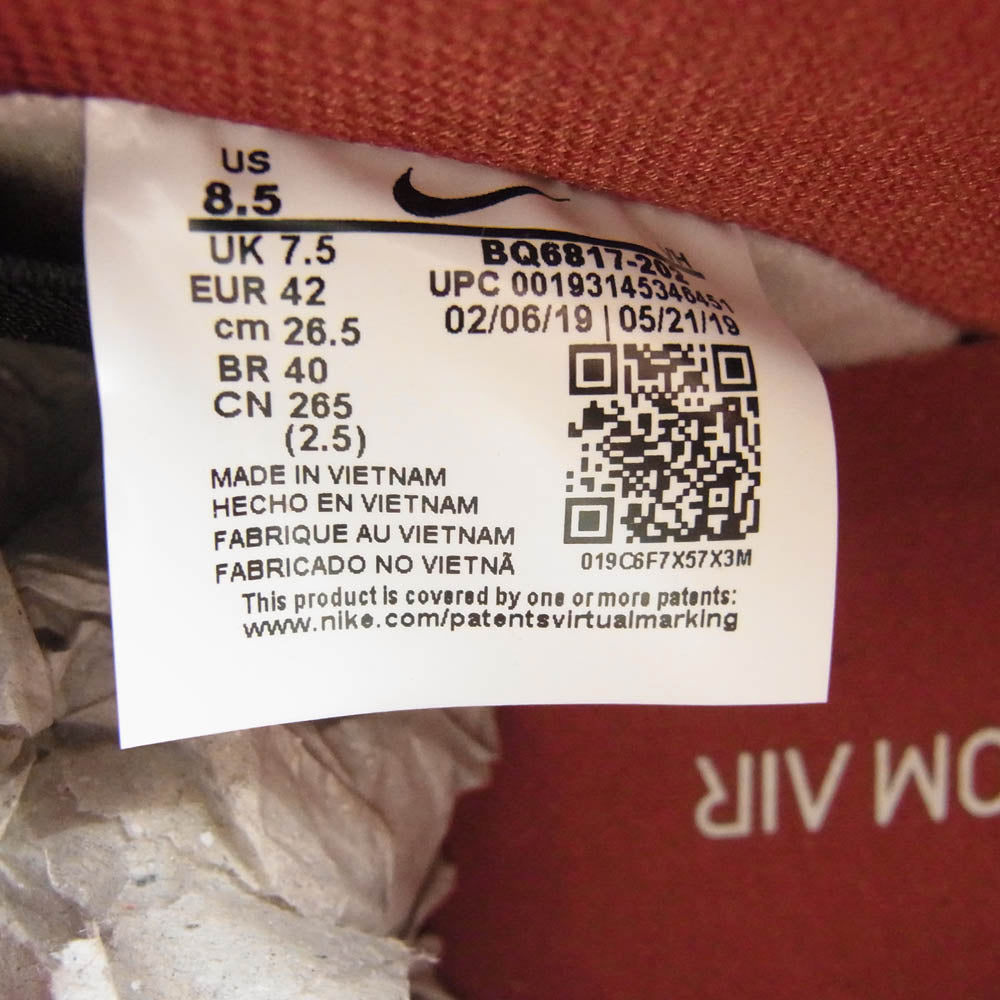 US
8.5
UK 7.5
EUR 42
cm 26.5
BR 40
CN 265
(2.5)
BQ6817-202
UPC 00193145346451
02/06/19 | 05/21/19
019C6F7X57X3M
MADE IN VIETNAM
HECHO EN VIETNAM
FABRIQUE AU VIETNAM
FABRICADO NO VIETNÃ
This product is covered by one or more patents:
www.nike.com/patentsvirtualmarking
OM AIR